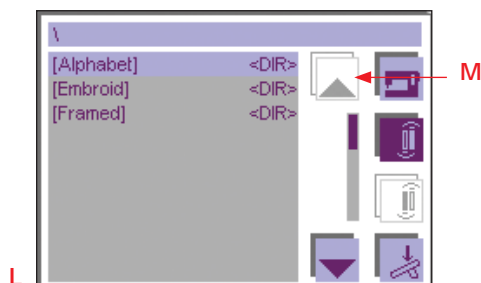 \
[Alphabet] <DIR>
[Embroid] <DIR>
[Framed] <DIR>
M
L